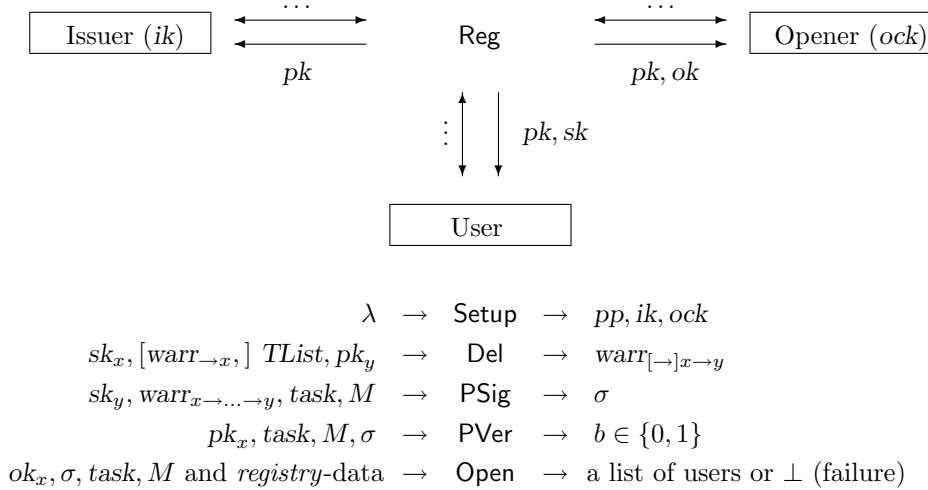 ... ...
Issuer (ik) Reg Opener (ock)
pk pk, ok
⋮ pk, sk
User
λ → Setup → pp, ik, ock
sk_x, [warr_{→x},] TList, pk_y → Del → warr_{[→]x→y}
sk_y, warr_{x→...→y}, task, M → PSig → σ
pk_x, task, M, σ → PVer → b ∈ {0, 1}
ok_x, σ, task, M and registry-data → Open → a list of users or ⊥ (failure)